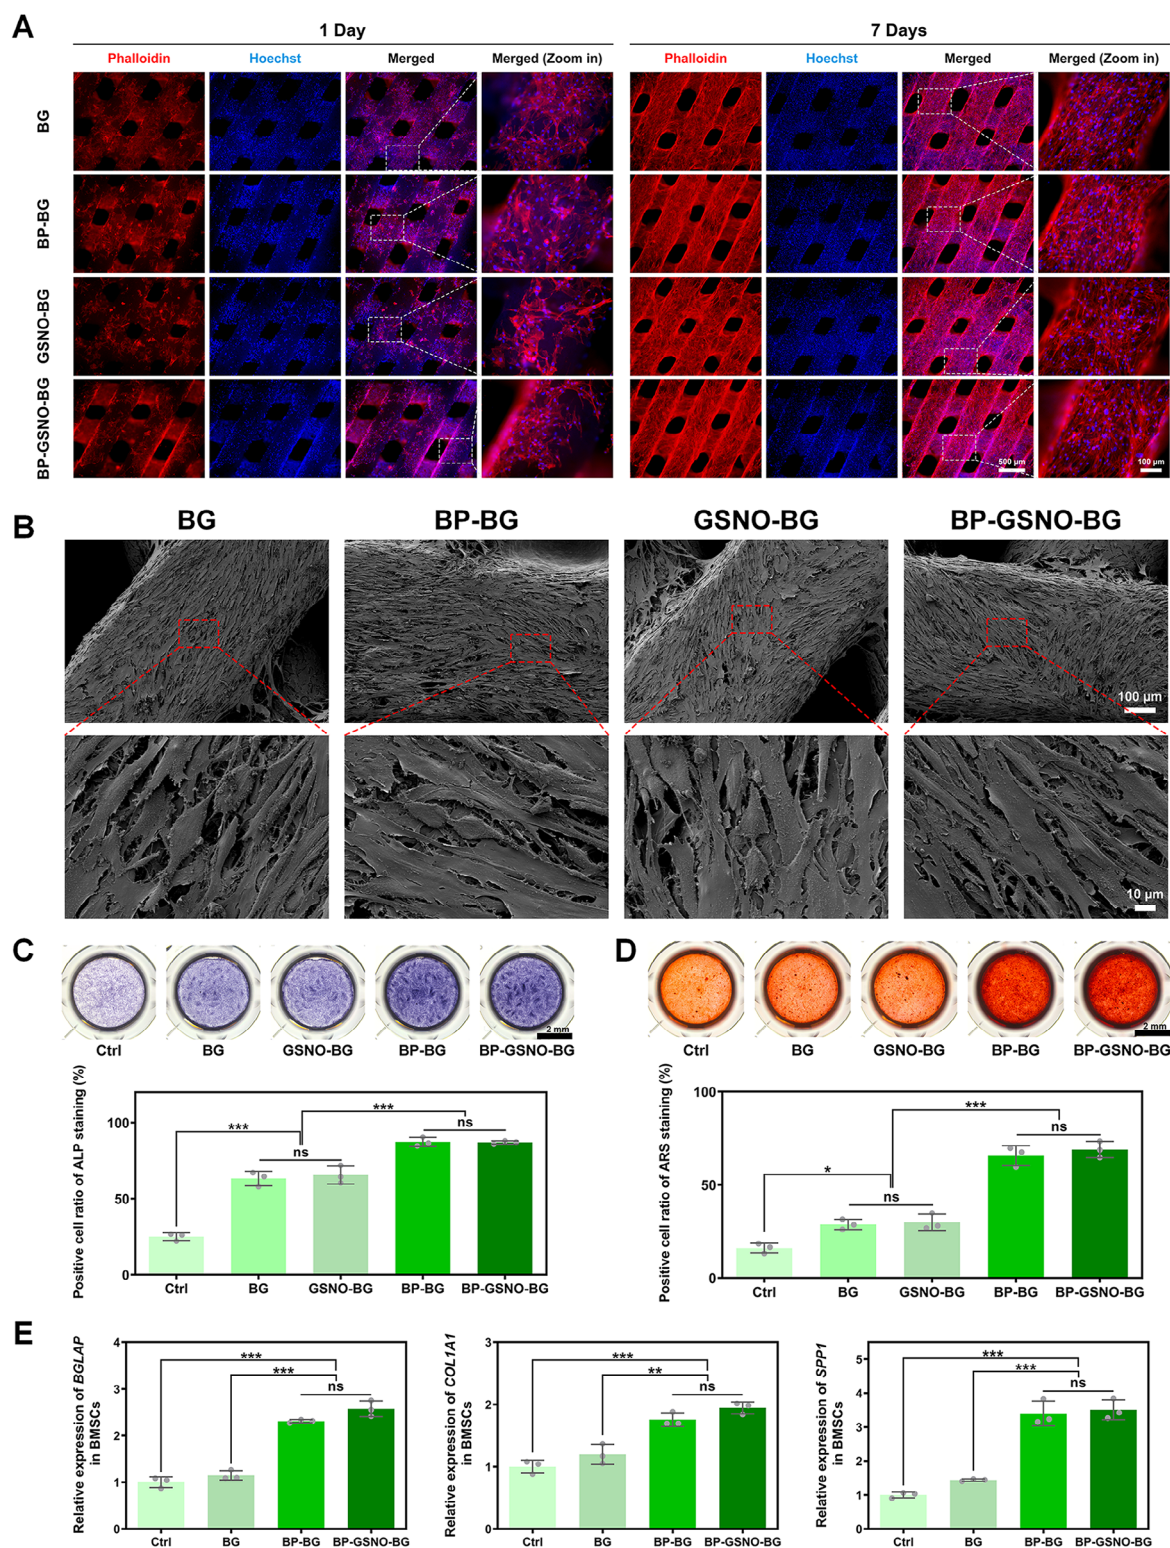 A
1 Day
7 Days
Phalloidin
Hoechst
Merged
Merged (Zoom in)
Phalloidin
Hoechst
Merged
Merged (Zoom in)
BG
BP-BG
GSNO-BG
BP-GSNO-BG
500 μm
100 μm
B
BG
BP-BG
GSNO-BG
BP-GSNO-BG
100 μm
10 μm
C
2 mm
Ctrl
BG
GSNO-BG
BP-BG
BP-GSNO-BG
Positive cell ratio of ALP staining (%)
100
50
0
***
***
ns
ns
Ctrl
BG
GSNO-BG
BP-BG
BP-GSNO-BG
D
2 mm
Ctrl
BG
GSNO-BG
BP-BG
BP-GSNO-BG
Positive cell ratio of ARS staining (%)
100
50
0
***
*
ns
ns
Ctrl
BG
GSNO-BG
BP-BG
BP-GSNO-BG
E
Relative expression of BGLAP
in BMSCs
4
3
2
1
0
***
***
ns
Ctrl
BG
BP-BG
BP-GSNO-BG
Relative expression of COL1A1
in BMSCs
3
2
1
0
***
**
ns
Ctrl
BG
BP-BG
BP-GSNO-BG
Relative expression of SPP1
in BMSCs
5
4
3
2
1
0
***
***
ns
Ctrl
BG
BP-BG
BP-GSNO-BG